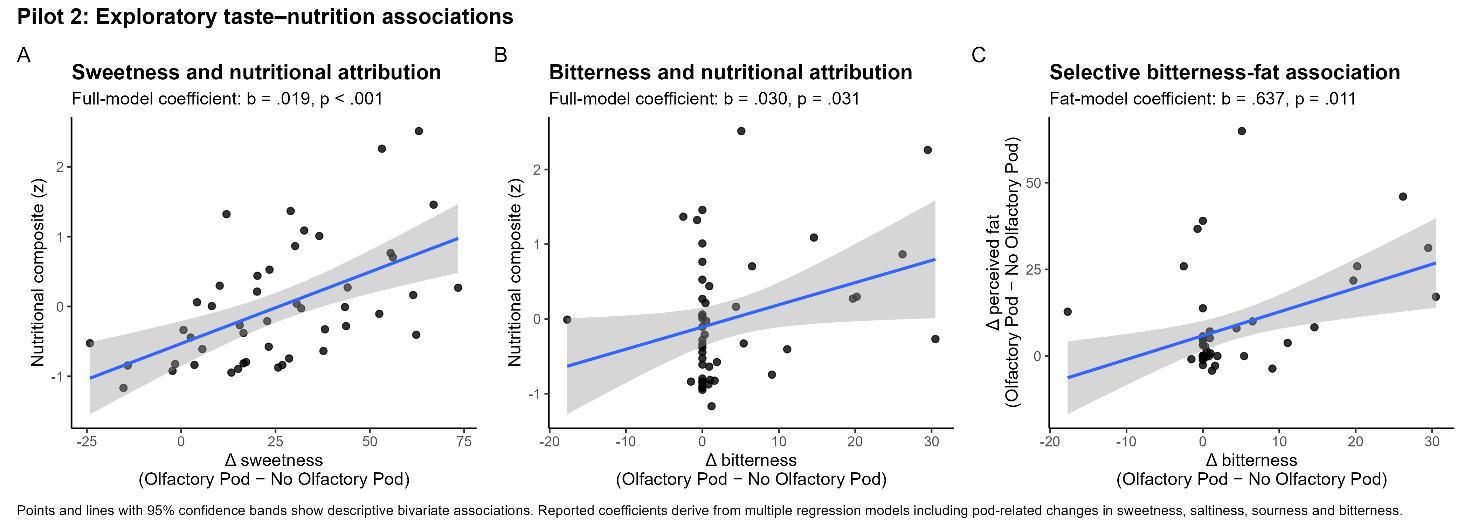 Pilot 2: Exploratory taste–nutrition associations
A
Sweetness and nutritional attribution
Full-model coefficient: b = .019, p < .001
Nutritional composite (z)
2
1
0
-1
-25
0
25
50
75
Δ sweetness
(Olfactory Pod − No Olfactory Pod)
B
Bitterness and nutritional attribution
Full-model coefficient: b = .030, p = .031
Nutritional composite (z)
2
1
0
-1
-20
-10
0
10
20
30
Δ bitterness
(Olfactory Pod − No Olfactory Pod)
C
Selective bitterness-fat association
Fat-model coefficient: b = .637, p = .011
Δ perceived fat
(Olfactory Pod − No Olfactory Pod)
50
25
0
-20
-10
0
10
20
30
Δ bitterness
(Olfactory Pod − No Olfactory Pod)
Points and lines with 95% confidence bands show descriptive bivariate associations. Reported coefficients derive from multiple regression models including pod-related changes in sweetness, saltiness, sourness and bitterness.